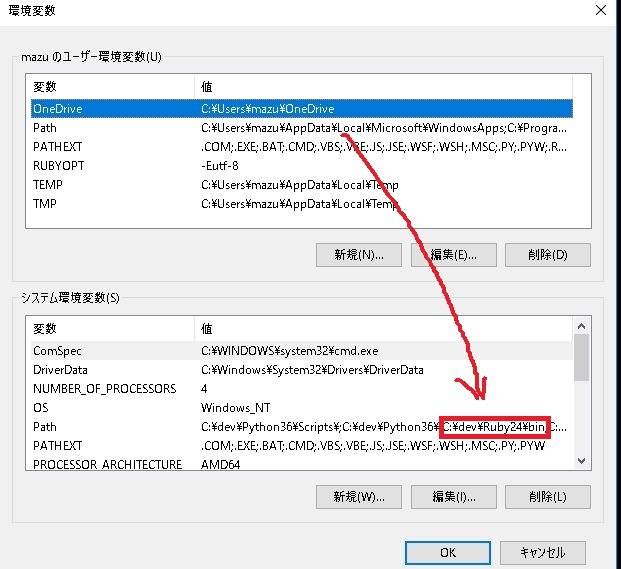 環境変数
mazu のユーザー環境変数(U)
変数 値
OneDrive C:¥Users¥mazu¥OneDrive
Path C:¥Users¥mazu¥AppData¥Local¥Microsoft¥WindowsApps;C:¥Progra...
PATHEXT .COM;.EXE;.BAT;.CMD;.VBS;.VBE;.JS;.JSE;.WSF;.WSH;.MSC;.PY;.PYW;.R...
RUBYOPT -Eutf-8
TEMP C:¥Users¥mazu¥AppData¥Local¥Temp
TMP C:¥Users¥mazu¥AppData¥Local¥Temp
新規(N)... 編集(E)... 削除(D)
システム環境変数(S)
変数 値
ComSpec C:¥WINDOWS¥system32¥cmd.exe
DriverData C:¥Windows¥System32¥Drivers¥DriverData
NUMBER_OF_PROCESSORS 4
OS Windows_NT
Path C:¥dev¥Python36¥Scripts¥;C:¥dev¥Python36¥;C:¥dev¥Ruby24¥bin;C:...
PATHEXT .COM;.EXE;.BAT;.CMD;.VBS;.VBE;.JS;.JSE;.WSF;.WSH;.MSC;.PY;.PYW
PROCESSOR_ARCHITECTURE AMD64
新規(W)... 編集(I)... 削除(L)
OK キャンセル